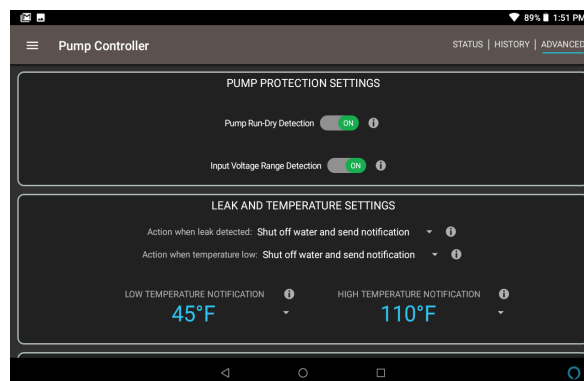 89% 1:51 PM
Pump Controller STATUS | HISTORY | ADVANCED
PUMP PROTECTION SETTINGS
Pump Run-Dry Detection ON
Input Voltage Range Detection ON
LEAK AND TEMPERATURE SETTINGS
Action when leak detected: Shut off water and send notification
Action when temperature low: Shut off water and send notification
LOW TEMPERATURE NOTIFICATION HIGH TEMPERATURE NOTIFICATION
45°F 110°F